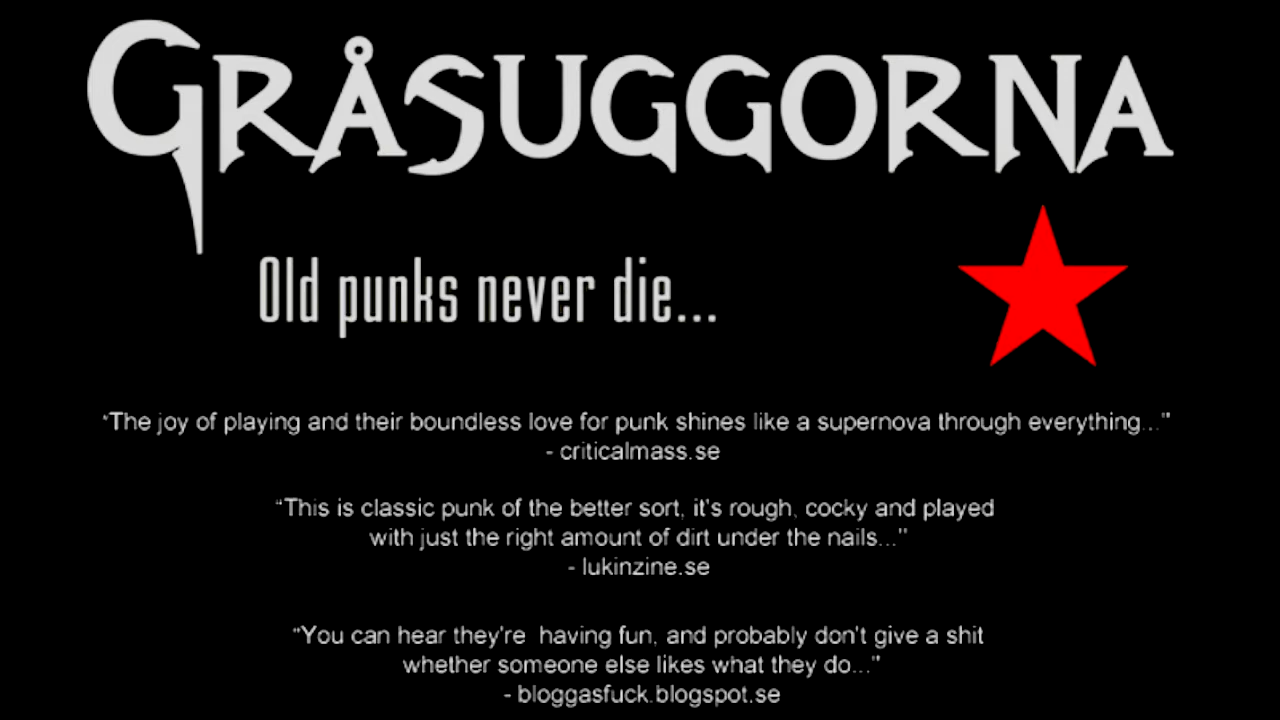 GRÅSUGGORNA
Old punks never die...
"The joy of playing and their boundless love for punk shines like a supernova through everything..."
- criticalmass.se
"This is classic punk of the better sort, it's rough, cocky and played
with just the right amount of dirt under the nails..."
- lukinzine.se
"You can hear they're  having fun, and probably don't give a shit
whether someone else likes what they do..."
- bloggasfuck.blogspot.se